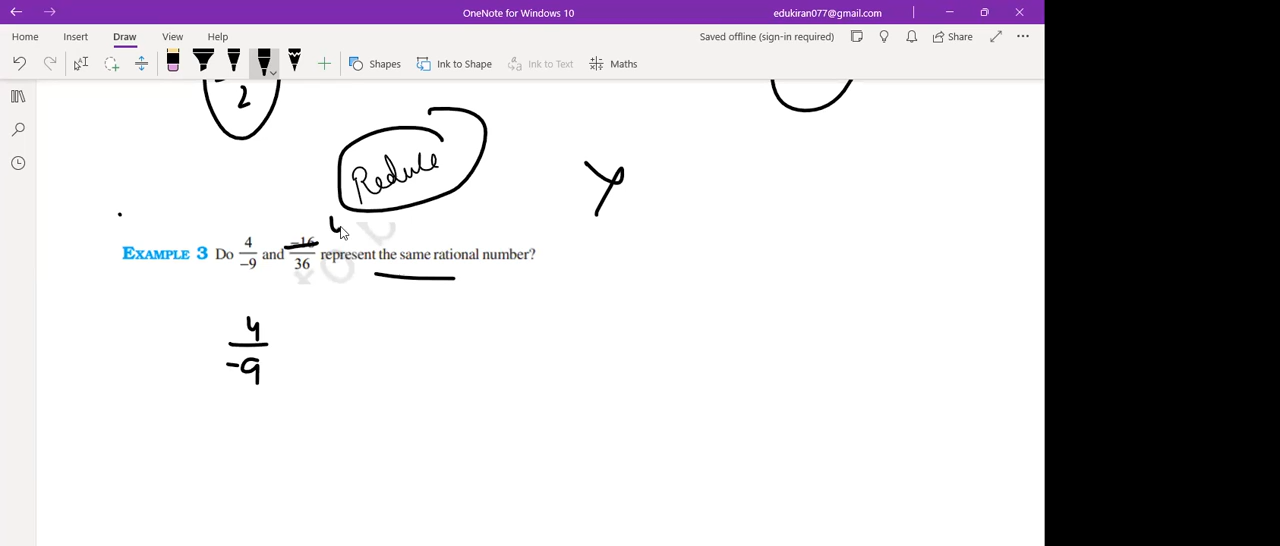 OneNote for Windows 10
edukiran077@gmail.com
Home Insert Draw View Help
Saved offline (sign-in required)
Share
Shapes
Ink to Shape
Ink to Text
Maths
2
Reduce
4
EXAMPLE 3 Do 4/-9 and -16/36 represent the same rational number?
4
-9